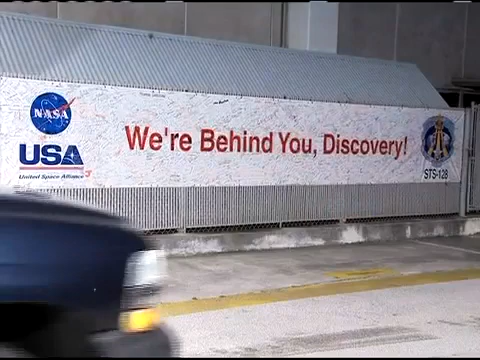 NASA
USA
United Space Alliance
We're Behind You, Discovery!
STS-128